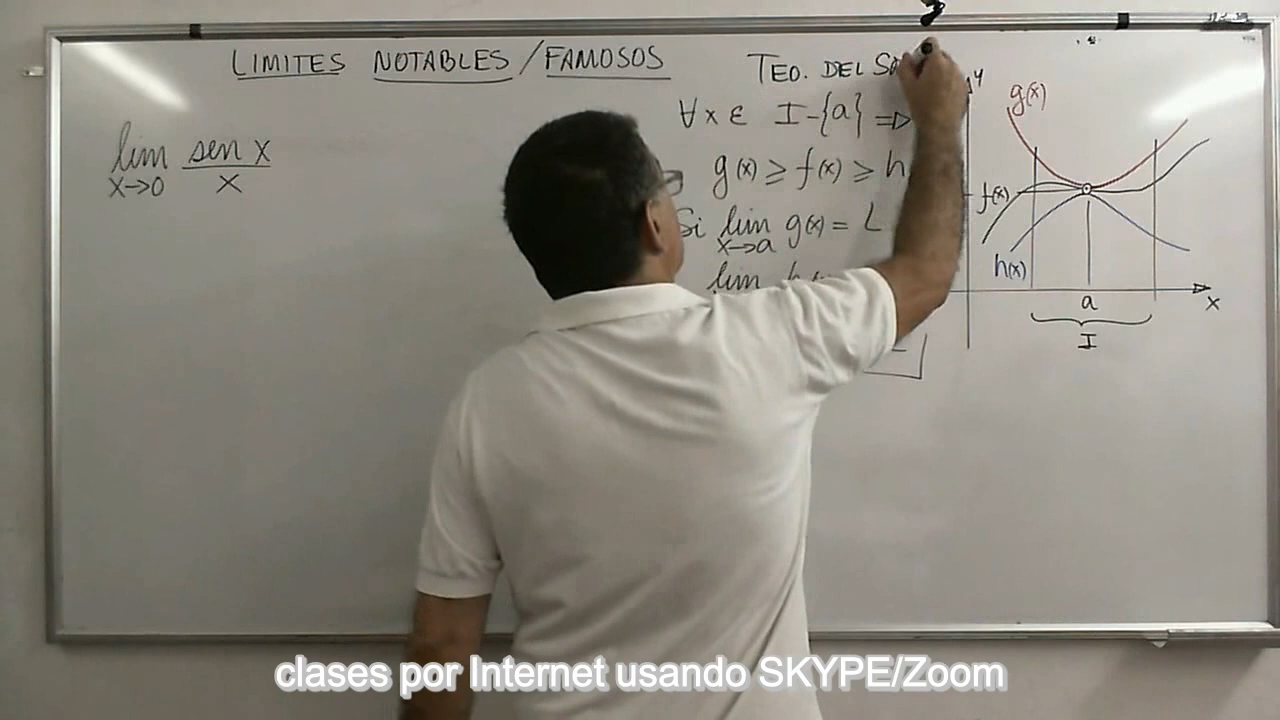 LIMITES NOTABLES / FAMOSOS
lim sen x
x→0 x
TEO. DEL
∀ x ε I-{a} ⇒
g(x) ≥ f(x) ≥ h
Si lim g(x) = L
x→a
lim
y
g(x)
f(x)
h(x)
a
x
I
clases por Internet usando SKYPE/Zoom